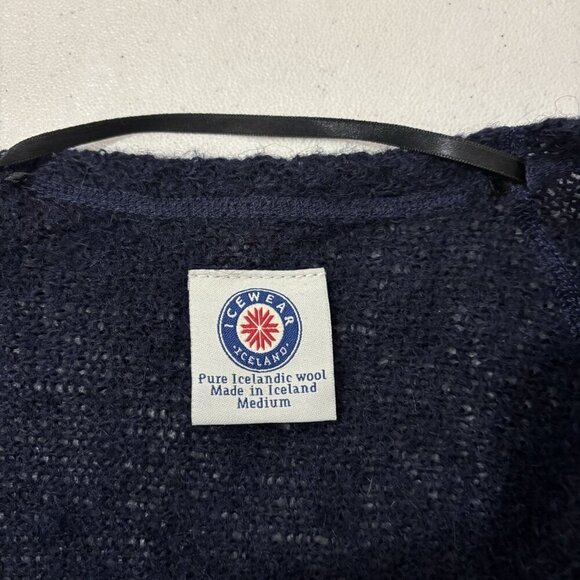 ICEWEAR
·ICELAND·
Pure Icelandic wool
Made in Iceland
Medium